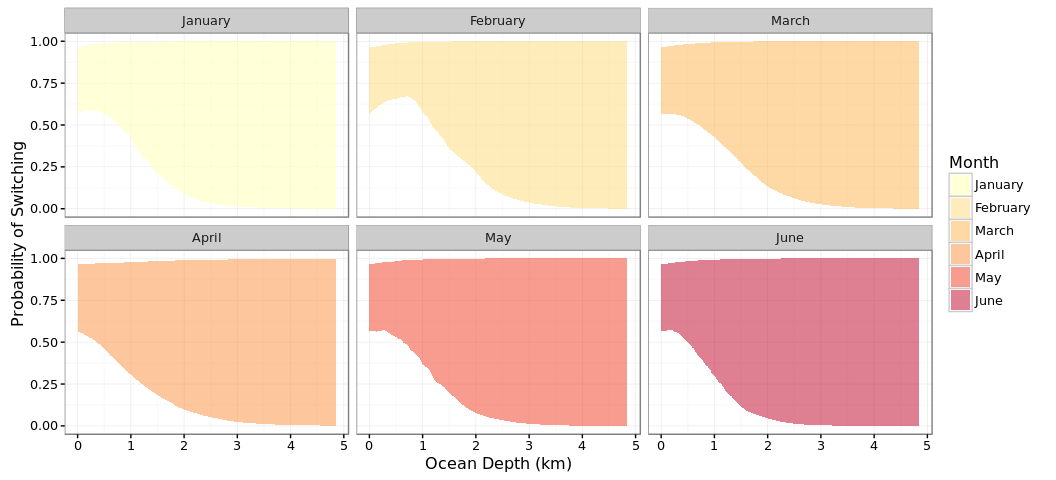 January February March
1.00
0.75
0.50
0.25
0.00
April May June
1.00
0.75
0.50
0.25
0.00
0 1 2 3 4 5 0 1 2 3 4 5 0 1 2 3 4 5
Ocean Depth (km)
Probability of Switching
Month
January
February
March
April
May
June